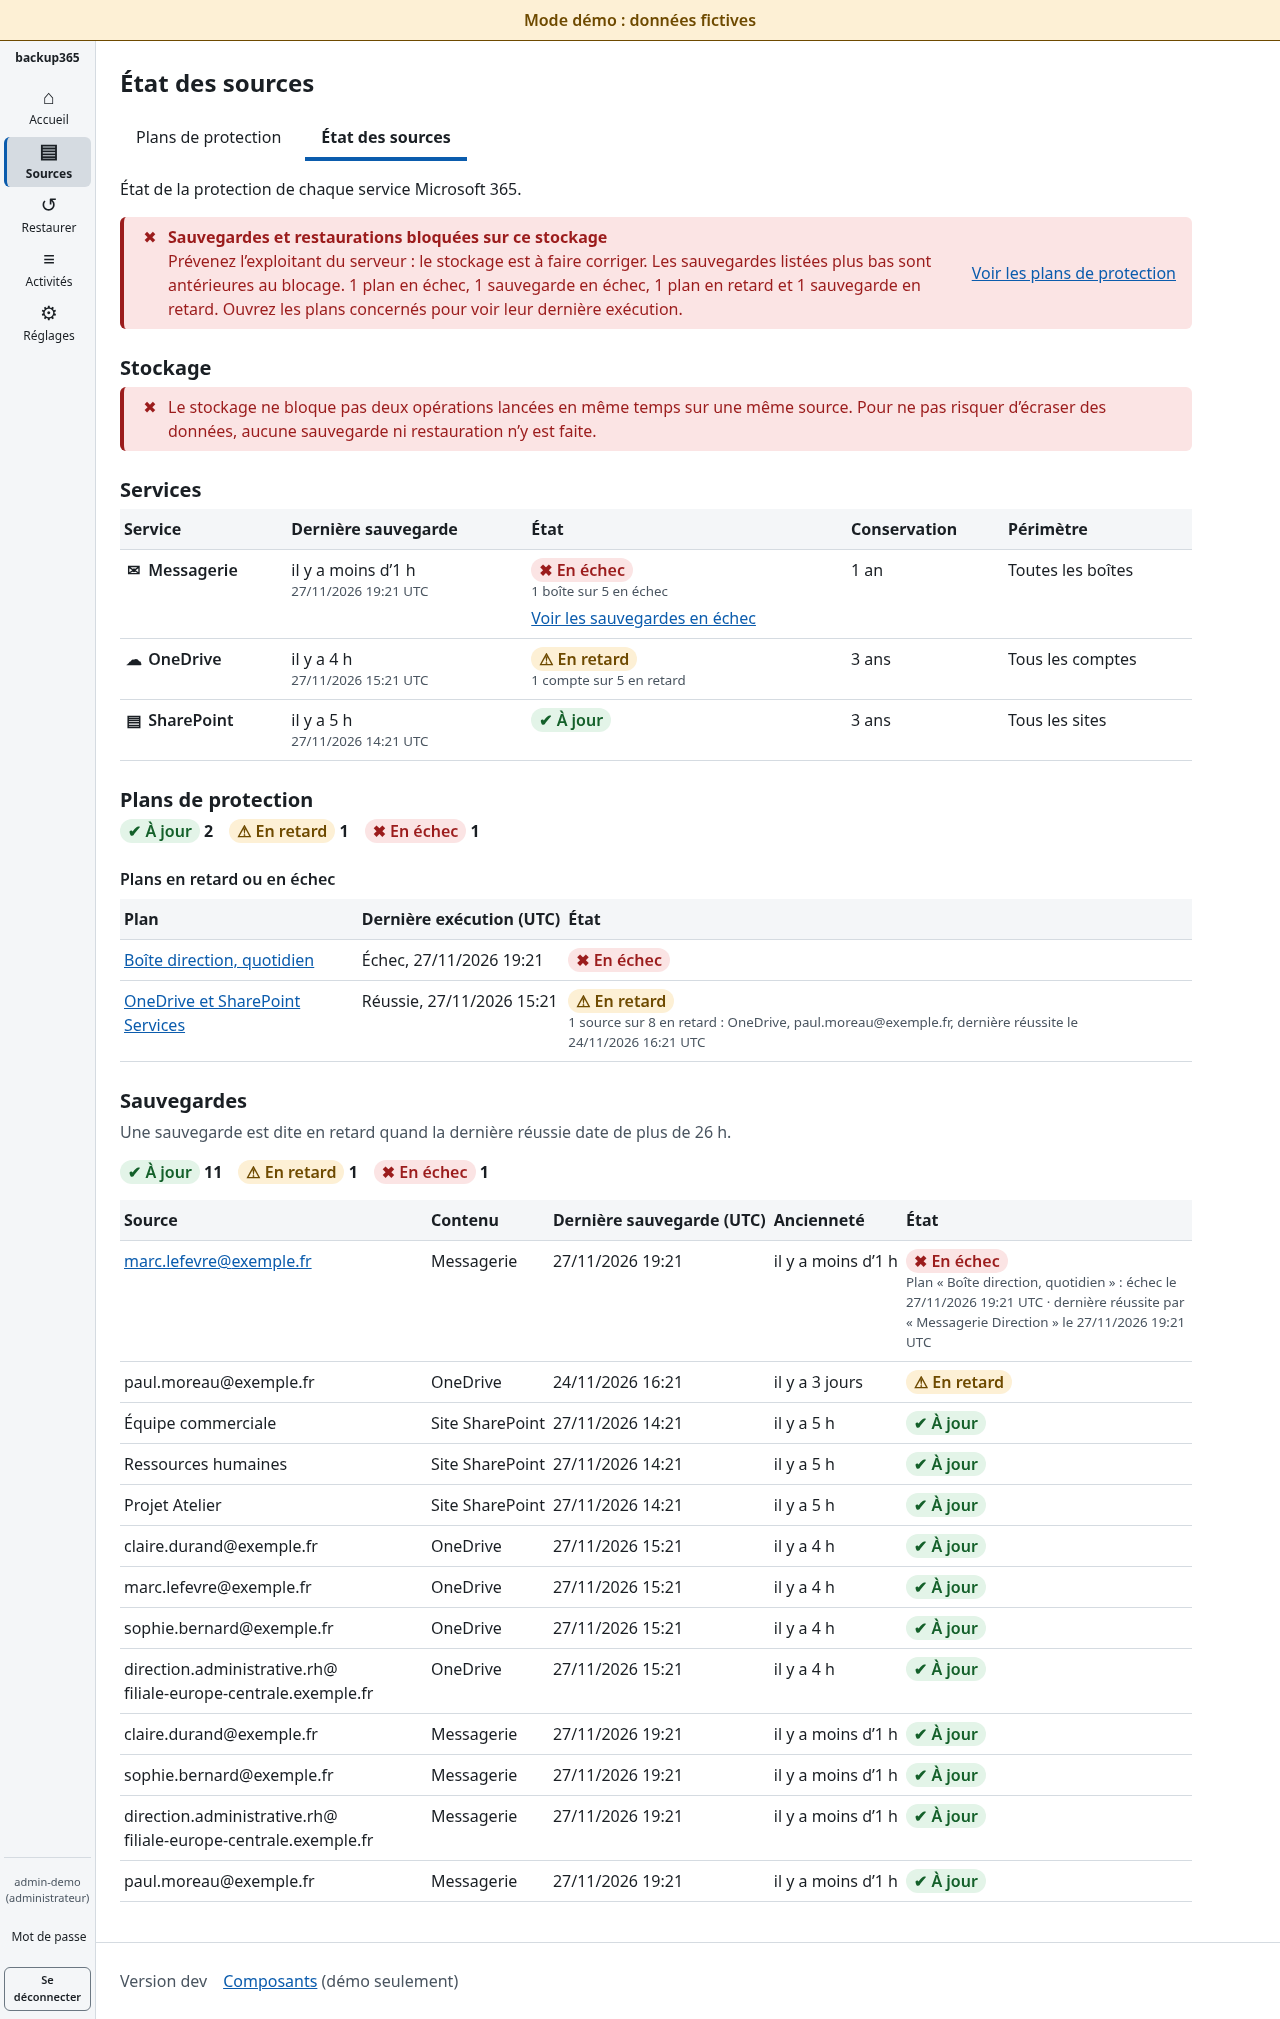 Mode démo : données fictives
backup365
Accueil
Sources
Restaurer
Activités
Réglages
État des sources
Plans de protection État des sources
État de la protection de chaque service Microsoft 365.
✖ Sauvegardes et restaurations bloquées sur ce stockage
Prévenez l’exploitant du serveur : le stockage est à faire corriger. Les sauvegardes listées plus bas sont
antérieures au blocage. 1 plan en échec, 1 sauvegarde en échec, 1 plan en retard et 1 sauvegarde en
retard. Ouvrez les plans concernés pour voir leur dernière exécution.
Voir les plans de protection
Stockage
✖ Le stockage ne bloque pas deux opérations lancées en même temps sur une même source. Pour ne pas risquer d’écraser des
données, aucune sauvegarde ni restauration n’y est faite.
Services
Service Dernière sauvegarde État Conservation Périmètre
✉ Messagerie il y a moins d’1 h ✖ En échec 1 an Toutes les boîtes
27/11/2026 19:21 UTC 1 boîte sur 5 en échec
Voir les sauvegardes en échec
☁ OneDrive il y a 4 h ⚠ En retard 3 ans Tous les comptes
27/11/2026 15:21 UTC 1 compte sur 5 en retard
▤ SharePoint il y a 5 h ✔ À jour 3 ans Tous les sites
27/11/2026 14:21 UTC
Plans de protection
✔ À jour 2 ⚠ En retard 1 ✖ En échec 1
Plans en retard ou en échec
Plan Dernière exécution (UTC) État
Boîte direction, quotidien Échec, 27/11/2026 19:21 ✖ En échec
OneDrive et SharePoint Réussie, 27/11/2026 15:21 ⚠ En retard
Services 1 source sur 8 en retard : OneDrive, paul.moreau@exemple.fr, dernière réussite le
24/11/2026 16:21 UTC
Sauvegardes
Une sauvegarde est dite en retard quand la dernière réussie date de plus de 26 h.
✔ À jour 11 ⚠ En retard 1 ✖ En échec 1
Source Contenu Dernière sauvegarde (UTC) Ancienneté État
marc.lefevre@exemple.fr Messagerie 27/11/2026 19:21 il y a moins d’1 h ✖ En échec
Plan « Boîte direction, quotidien » : échec le
27/11/2026 19:21 UTC · dernière réussite par
« Messagerie Direction » le 27/11/2026 19:21
UTC
paul.moreau@exemple.fr OneDrive 24/11/2026 16:21 il y a 3 jours ⚠ En retard
Équipe commerciale Site SharePoint 27/11/2026 14:21 il y a 5 h ✔ À jour
Ressources humaines Site SharePoint 27/11/2026 14:21 il y a 5 h ✔ À jour
Projet Atelier Site SharePoint 27/11/2026 14:21 il y a 5 h ✔ À jour
claire.durand@exemple.fr OneDrive 27/11/2026 15:21 il y a 4 h ✔ À jour
marc.lefevre@exemple.fr OneDrive 27/11/2026 15:21 il y a 4 h ✔ À jour
sophie.bernard@exemple.fr OneDrive 27/11/2026 15:21 il y a 4 h ✔ À jour
direction.administrative.rh@ OneDrive 27/11/2026 15:21 il y a 4 h ✔ À jour
filiale-europe-centrale.exemple.fr
claire.durand@exemple.fr Messagerie 27/11/2026 19:21 il y a moins d’1 h ✔ À jour
sophie.bernard@exemple.fr Messagerie 27/11/2026 19:21 il y a moins d’1 h ✔ À jour
direction.administrative.rh@ Messagerie 27/11/2026 19:21 il y a moins d’1 h ✔ À jour
filiale-europe-centrale.exemple.fr
paul.moreau@exemple.fr Messagerie 27/11/2026 19:21 il y a moins d’1 h ✔ À jour
admin-demo
(administrateur)
Mot de passe
Se
déconnecter
Version dev Composants (démo seulement)